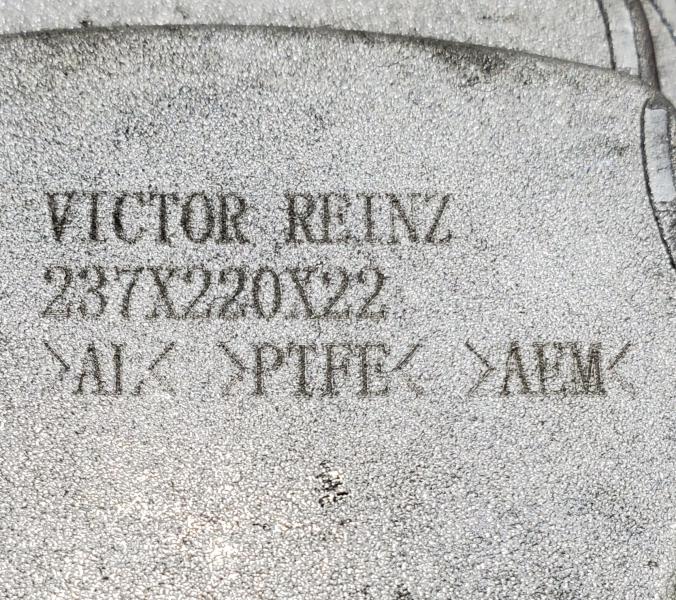 VICTOR REINZ
237X220X22
>AL< >PTFE< >AEM<